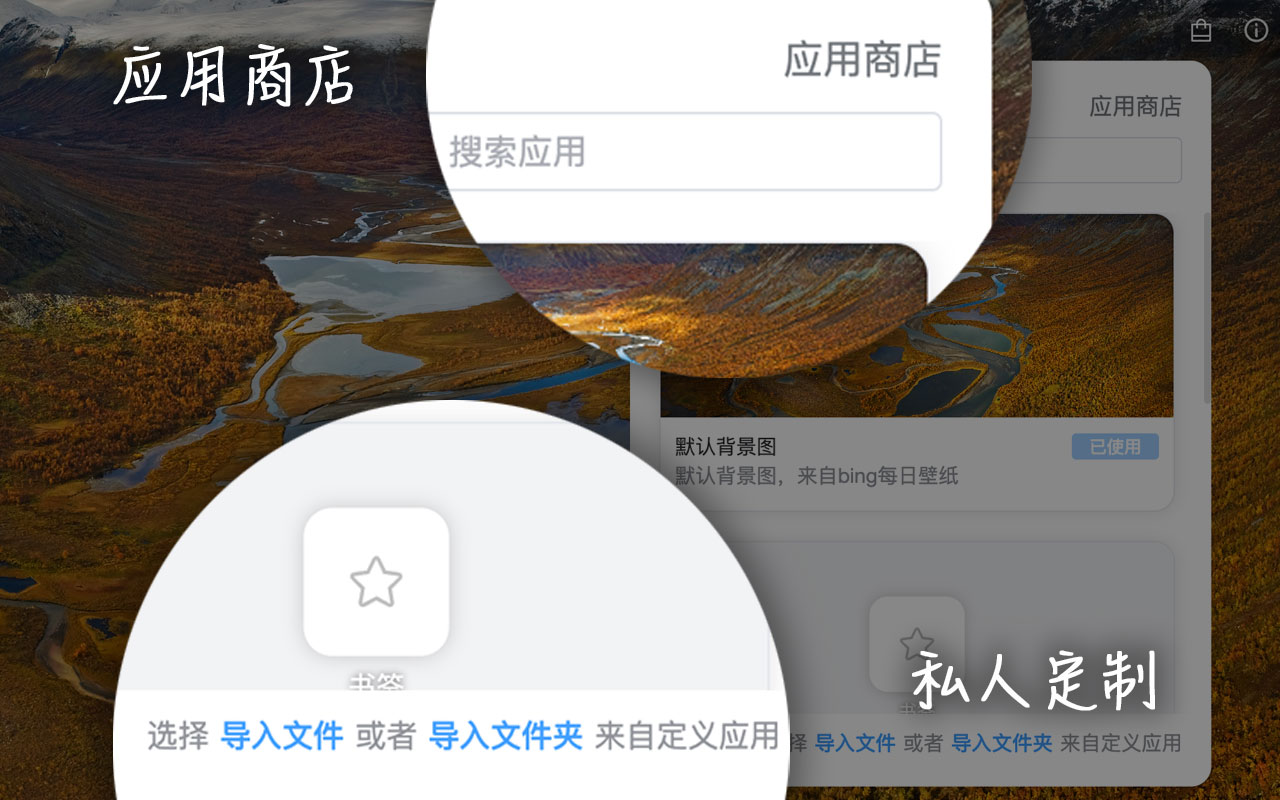 应用商店
应用商店
搜索应用
应用商店
默认背景图
已使用
默认背景图，来自bing每日壁纸
书签
选择 导入文件 或者 导入文件夹 来自定义应用
私人定制
择 导入文件 或者 导入文件夹 来自定义应用